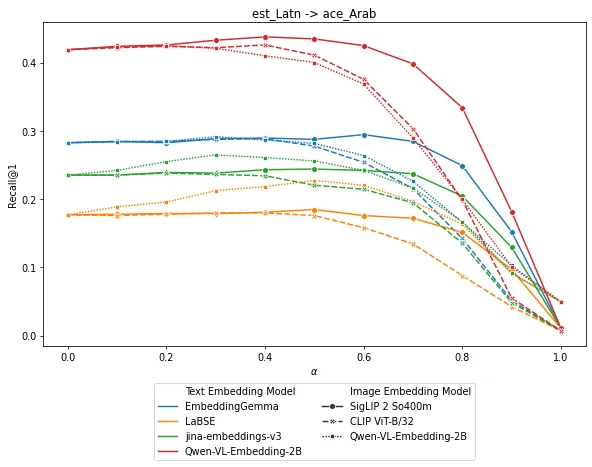 est_Latn -> ace_Arab
Recall@1
0.4
0.3
0.2
0.1
0.0
0.0 0.2 0.4 0.6 0.8 1.0
α
Text Embedding Model Image Embedding Model
EmbeddingGemma SigLIP 2 So400m
LaBSE CLIP ViT-B/32
jina-embeddings-v3 Qwen-VL-Embedding-2B
Qwen-VL-Embedding-2B